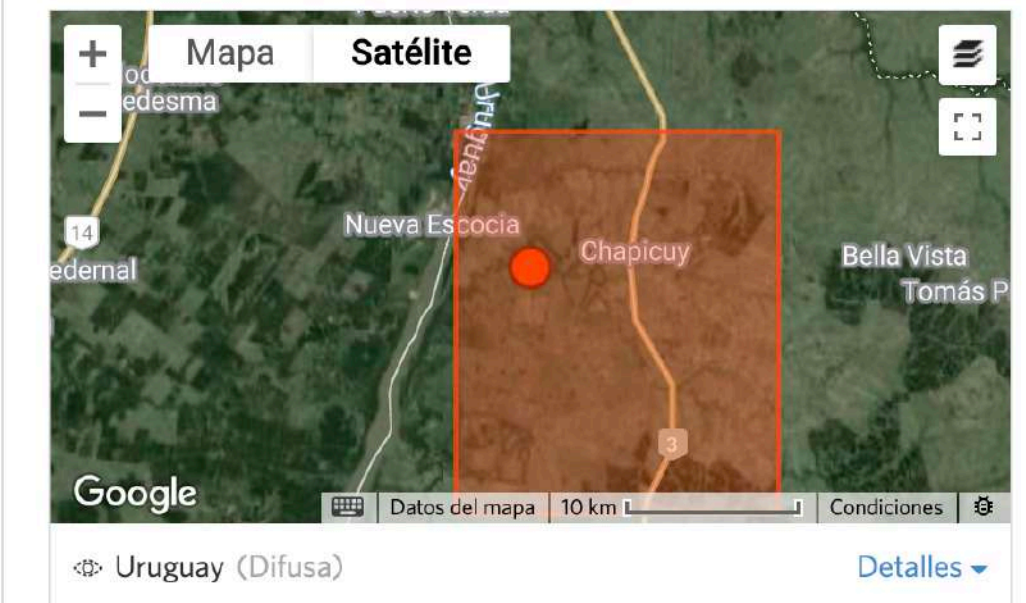 +
Mapa
Satélite
edesma
Uruguay
14
Nueva Escocia
Chapicuy
Bella Vista
edernal
Tomás P
3
Google
Datos del mapa
10 km
Condiciones
Uruguay (Difusa)
Detalles